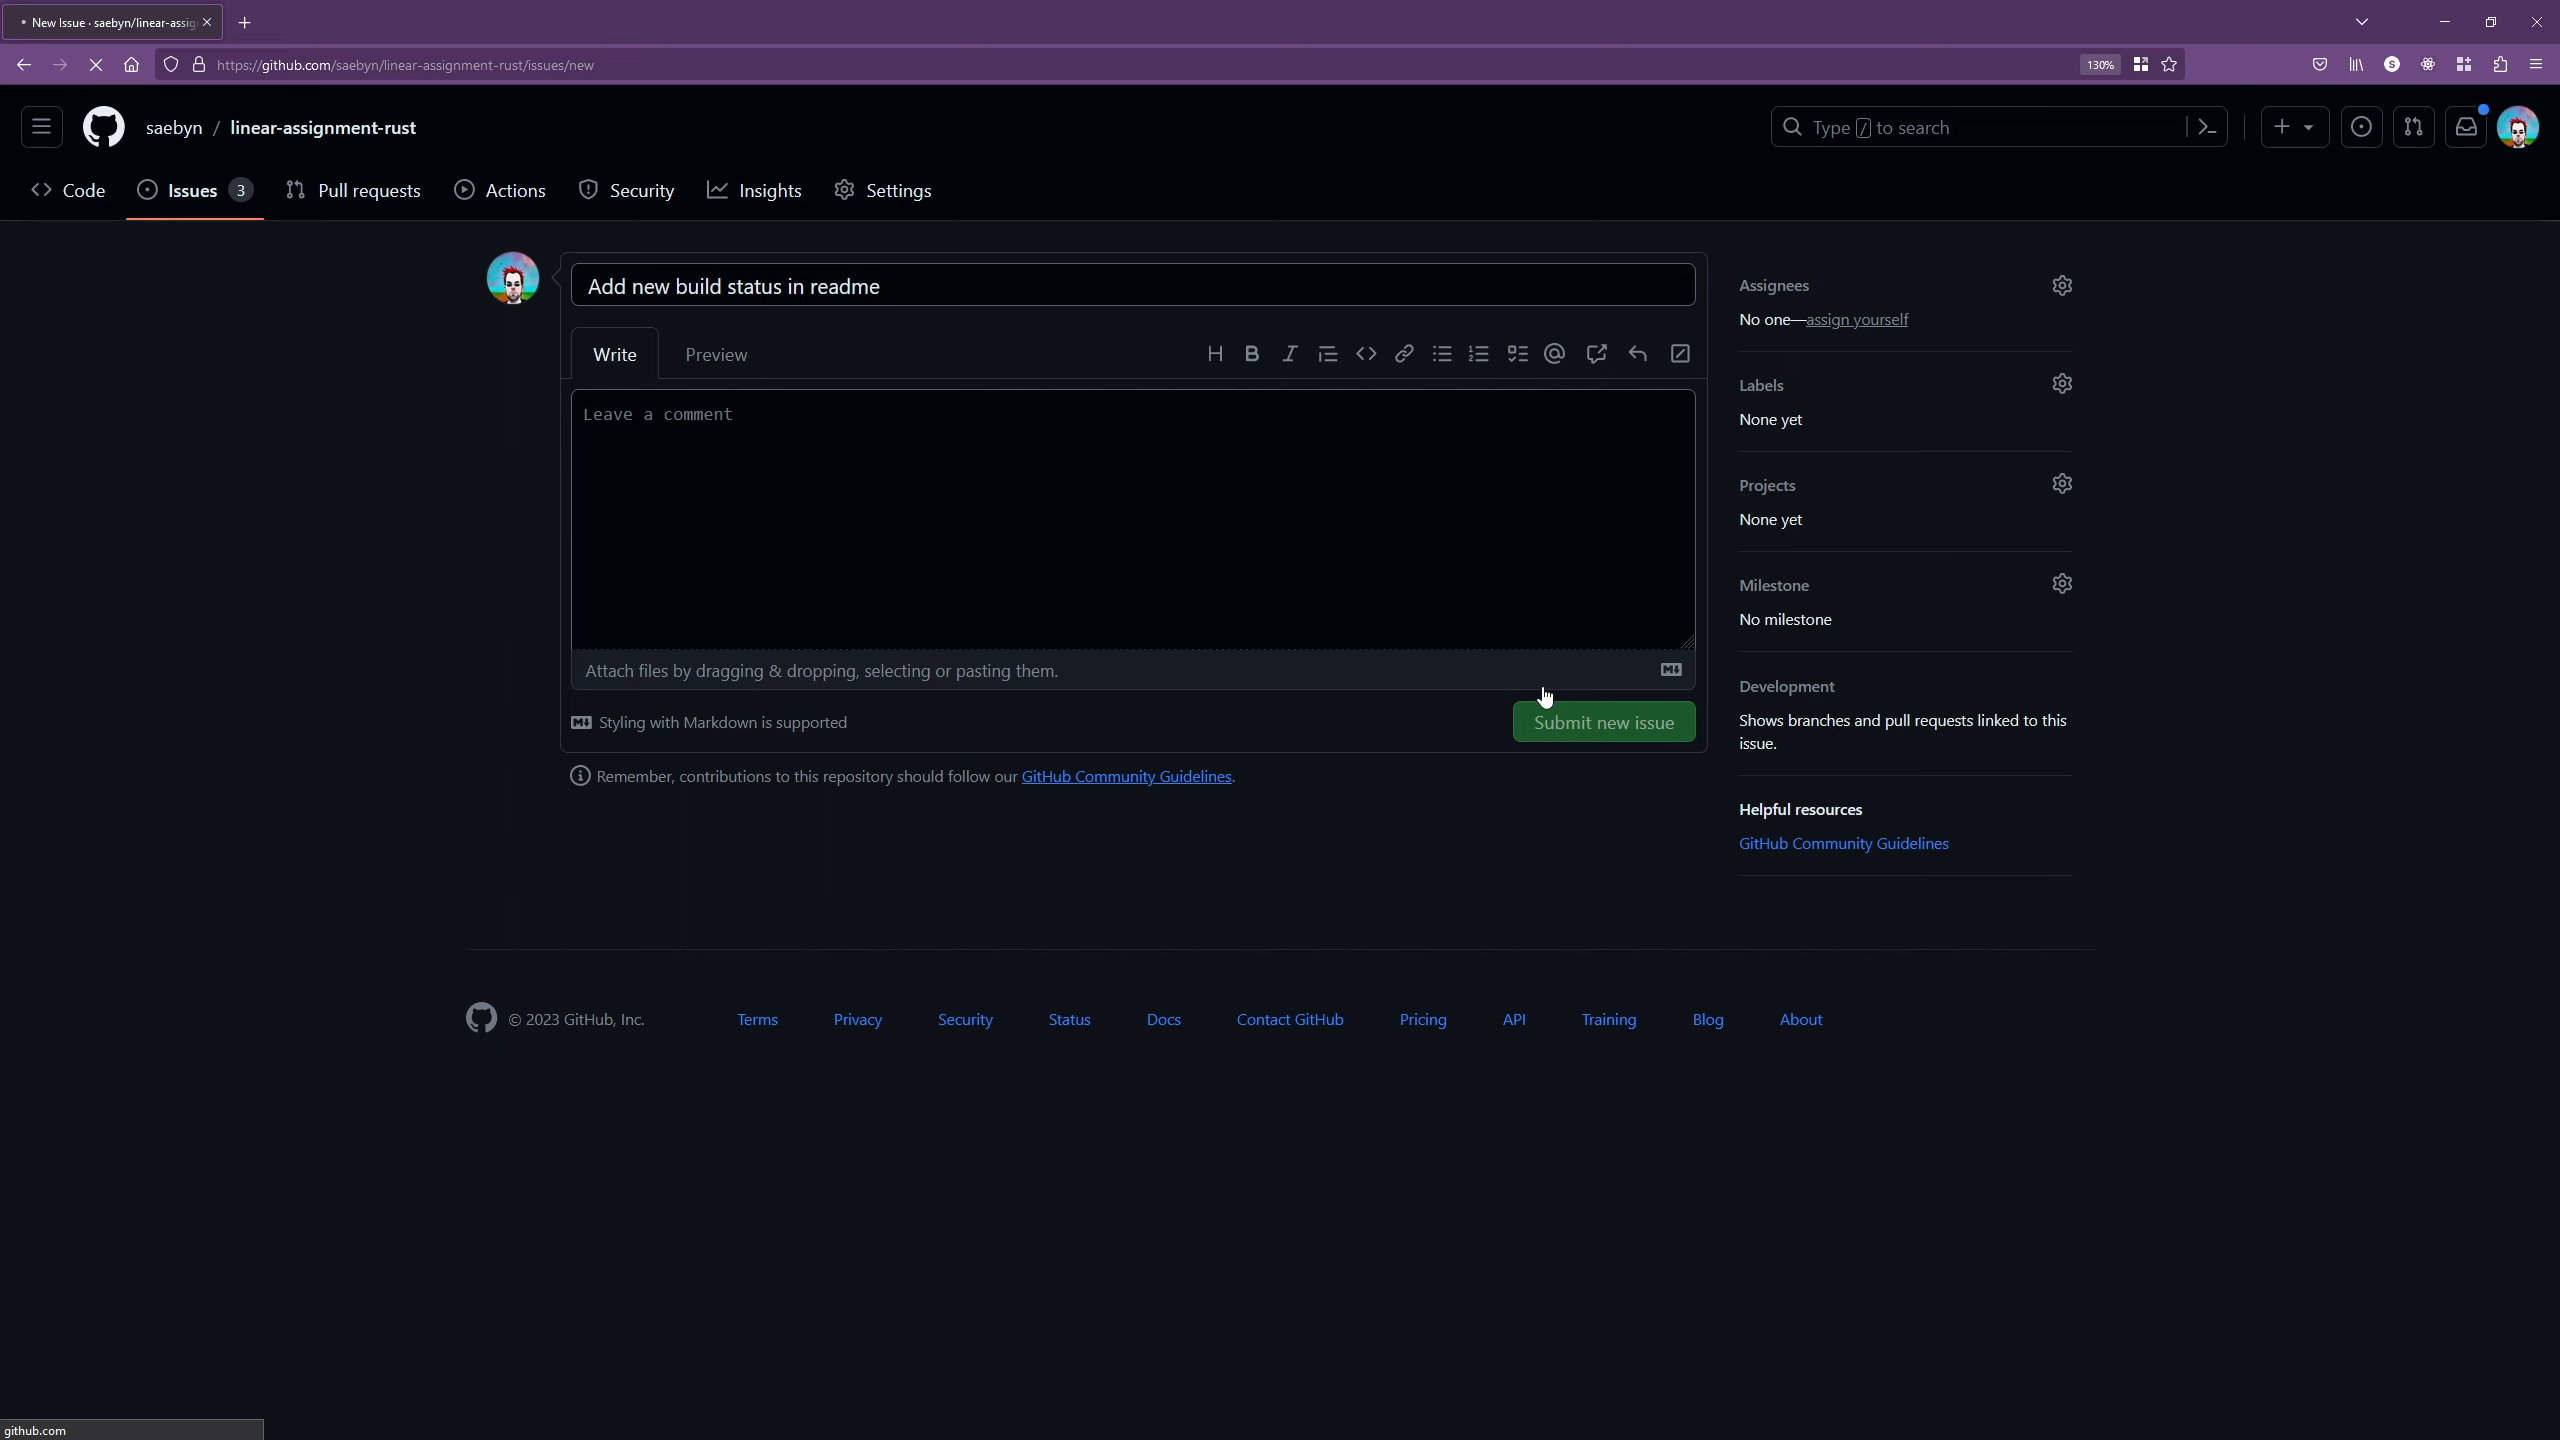 New Issue · saebyn/linear-assig
https://github.com/saebyn/linear-assignment-rust/issues/new
130%
S
saebyn / linear-assignment-rust
Type / to search
Code
Issues 3
Pull requests
Actions
Security
Insights
Settings
Add new build status in readme
Write
Preview
Leave a comment
Attach files by dragging & dropping, selecting or pasting them.
Styling with Markdown is supported
Submit new issue
Remember, contributions to this repository should follow our GitHub Community Guidelines.
Assignees
No one—assign yourself
Labels
None yet
Projects
None yet
Milestone
No milestone
Development
Shows branches and pull requests linked to this
issue.
Helpful resources
GitHub Community Guidelines
© 2023 GitHub, Inc.
Terms
Privacy
Security
Status
Docs
Contact GitHub
Pricing
API
Training
Blog
About
github.com